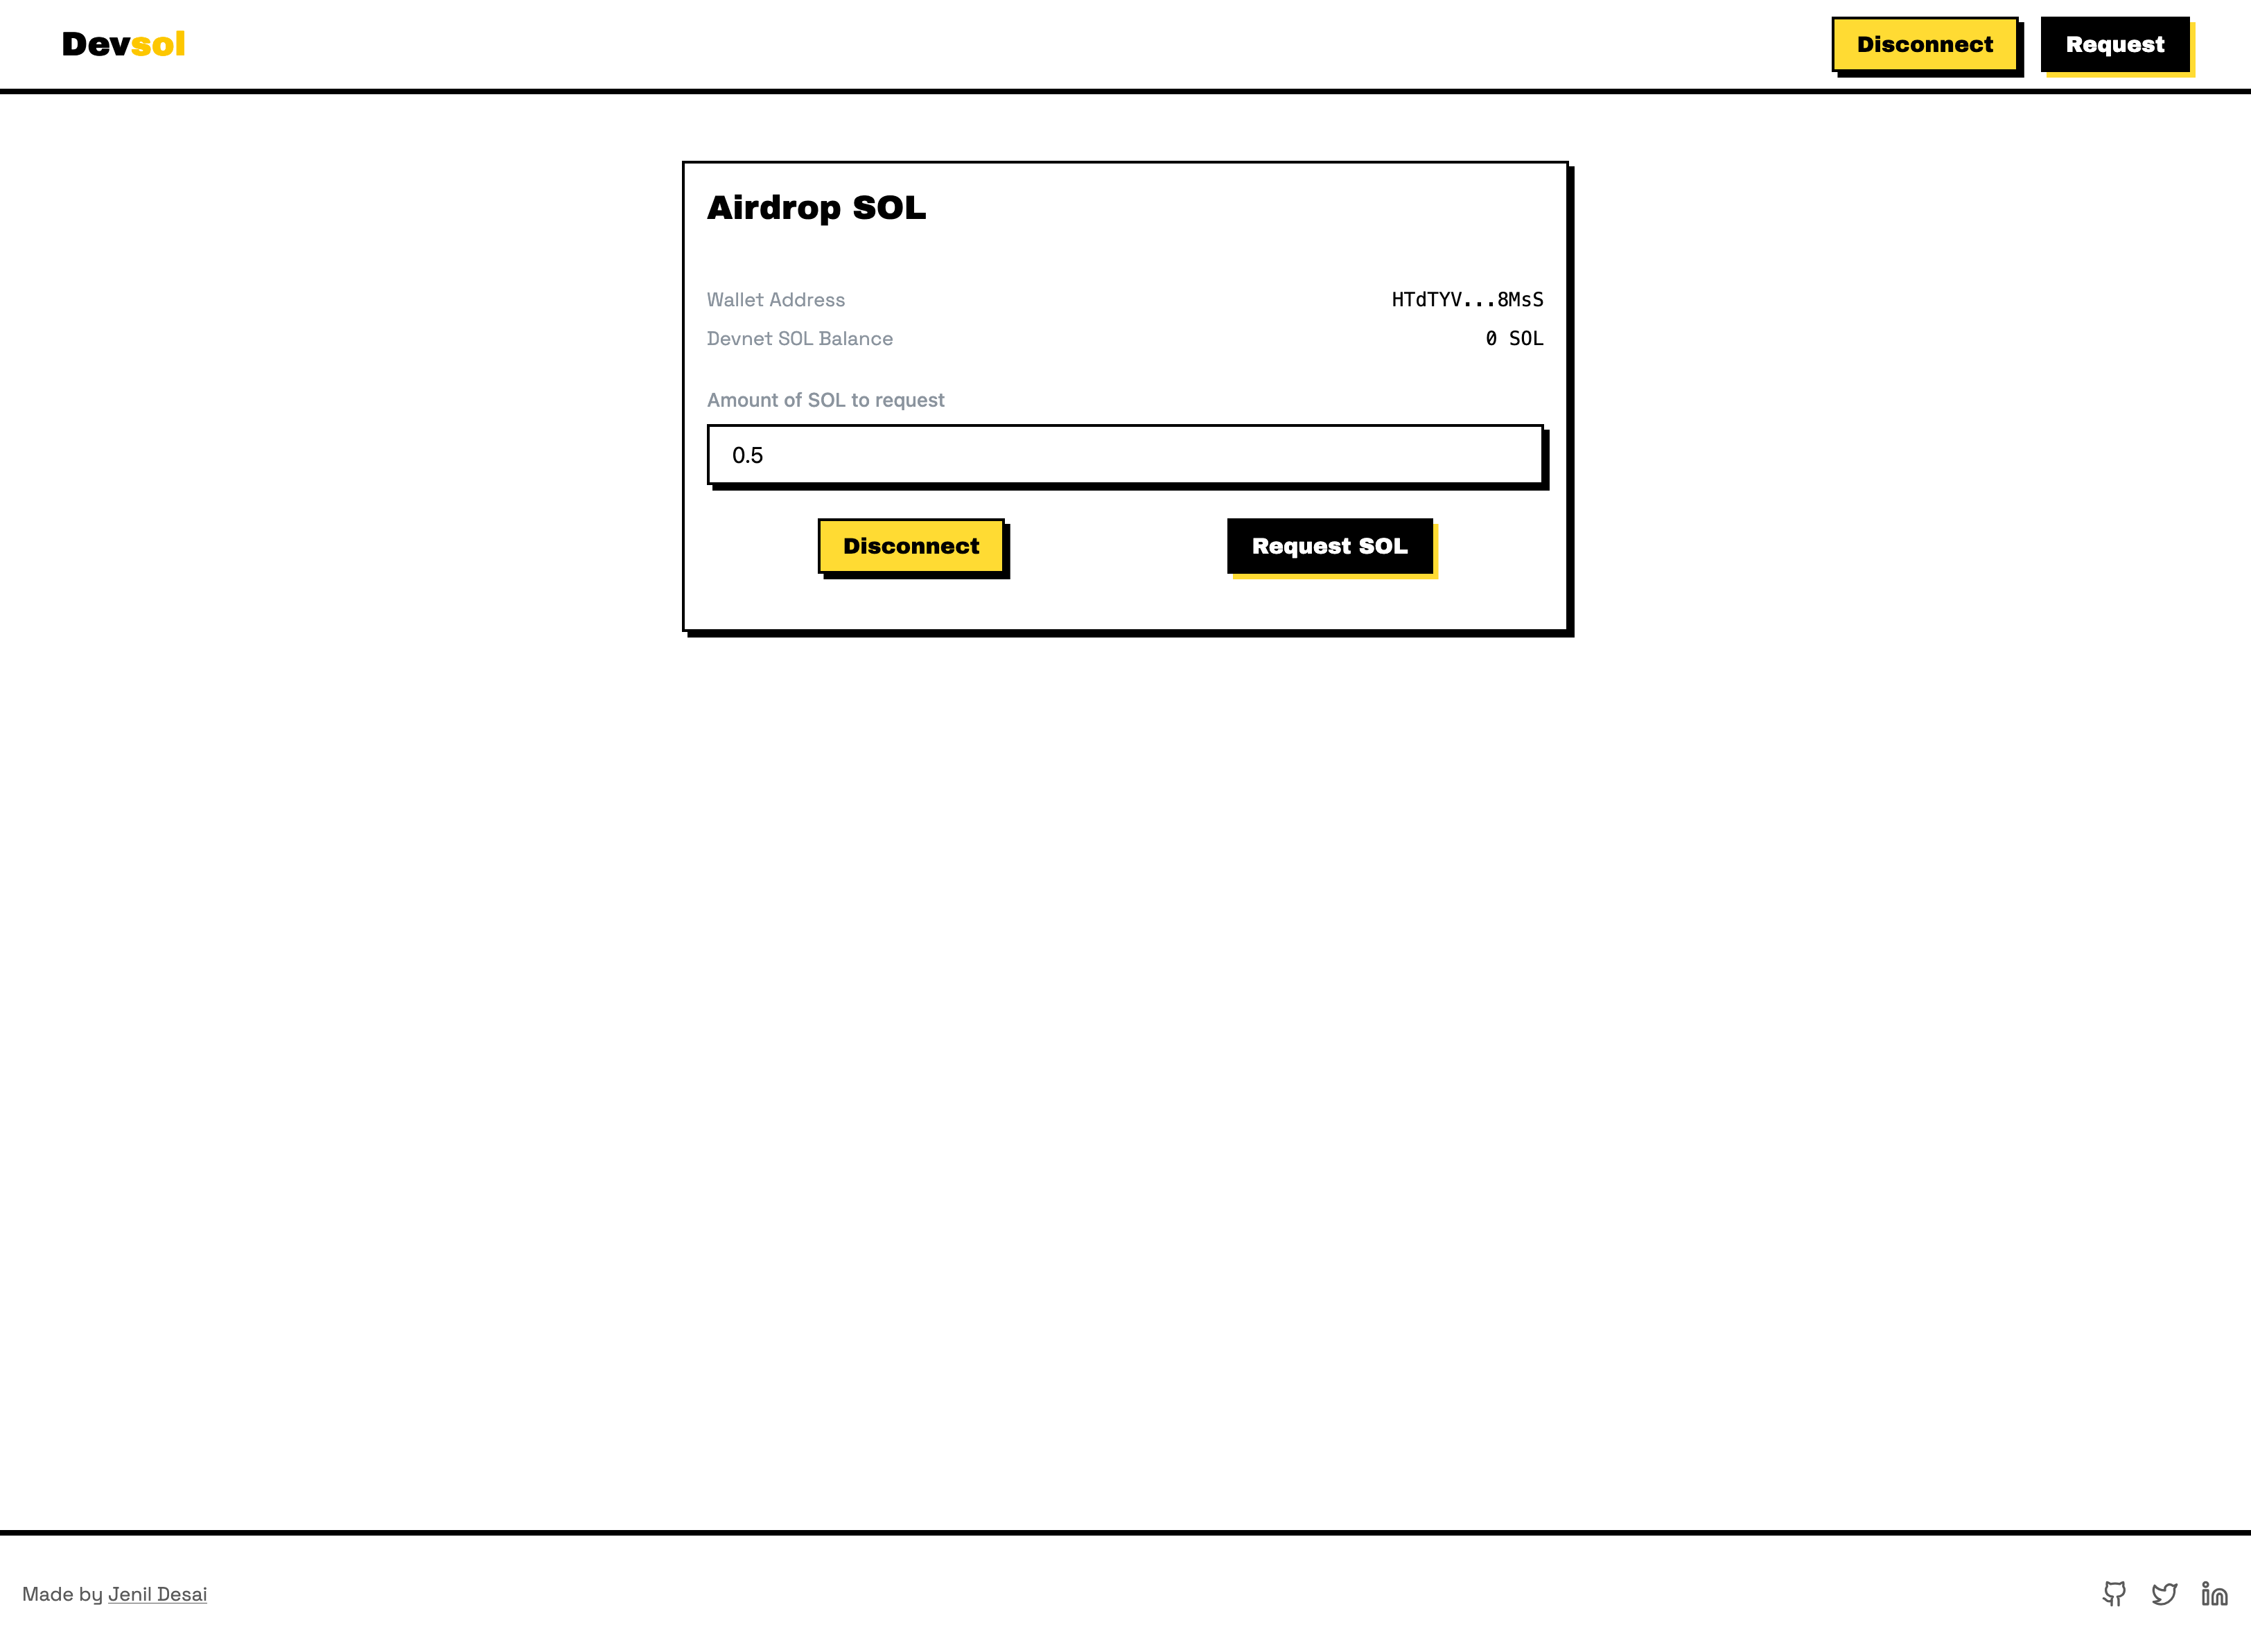 Devsol
Disconnect
Request
Airdrop SOL
Wallet Address
HTdTYV...8MsS
Devnet SOL Balance
0 SOL
Amount of SOL to request
0.5
Disconnect
Request SOL
Made by Jenil Desai